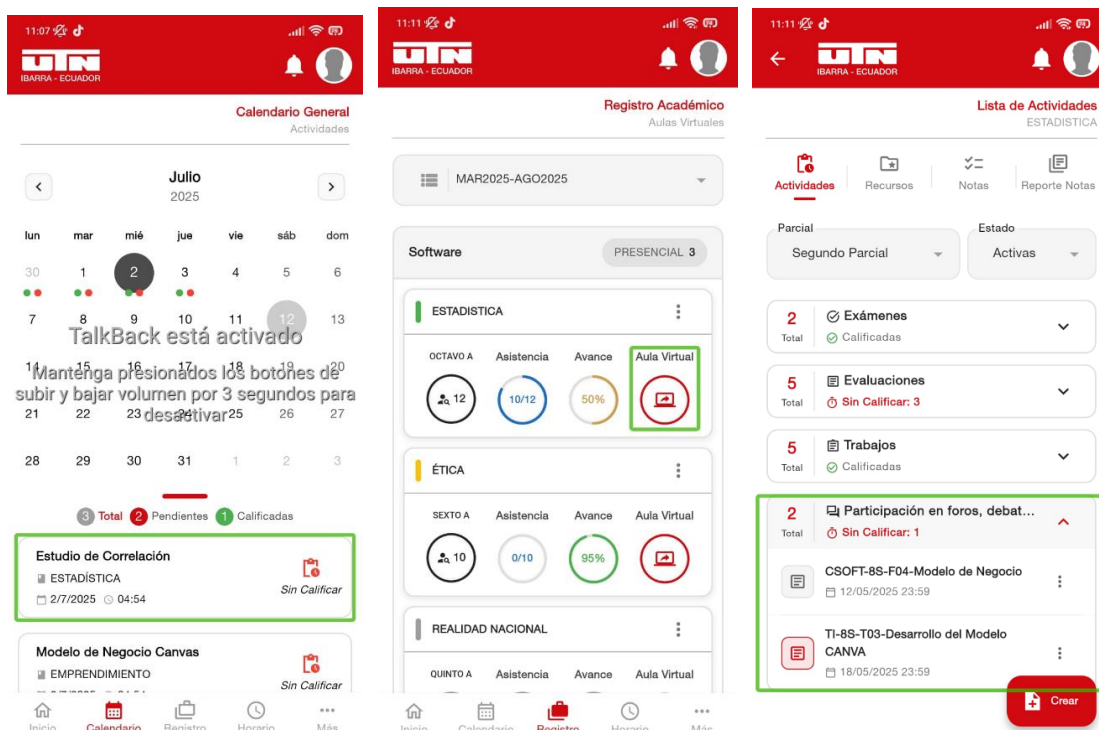 11:07
UTN
IBARRA - ECUADOR
Calendario General
Actividades
Julio
2025
lun mar mié jue vie sáb dom
30 1 2 3 4 5 6
7 8 9 10 11 12 13
TalkBack está activado
14 15 16 17 18 19 20
Mantenga presionados los botones de
subir y bajar volumen por 3 segundos para
desactivar
21 22 23 24 25 26 27
28 29 30 31 1 2 3
3 Total 2 Pendientes 1 Calificadas
Estudio de Correlación
ESTADÍSTICA
2/7/2025 04:54
Sin Calificar
Modelo de Negocio Canvas
EMPRENDIMIENTO
Sin Calificar
Inicio Calendario Registro Horario Más
11:11
UTN
IBARRA - ECUADOR
Registro Académico
Aulas Virtuales
MAR2025-AGO2025
Software PRESENCIAL 3
ESTADISTICA
OCTAVO A Asistencia Avance Aula Virtual
12 10/12 50%
ÉTICA
SEXTO A Asistencia Avance Aula Virtual
10 0/10 95%
REALIDAD NACIONAL
QUINTO A Asistencia Avance Aula Virtual
Inicio Calendario Registro Horario Más
11:11
UTN
IBARRA - ECUADOR
Lista de Actividades
ESTADISTICA
Actividades Recursos Notas Reporte Notas
Parcial Estado
Segundo Parcial Activas
2 Exámenes
Total Calificadas
5 Evaluaciones
Total Sin Calificar: 3
5 Trabajos
Total Calificadas
2 Participación en foros, debat...
Total Sin Calificar: 1
CSOFT-8S-F04-Modelo de Negocio
12/05/2025 23:59
TI-8S-T03-Desarrollo del Modelo
CANVA
18/05/2025 23:59
Crear